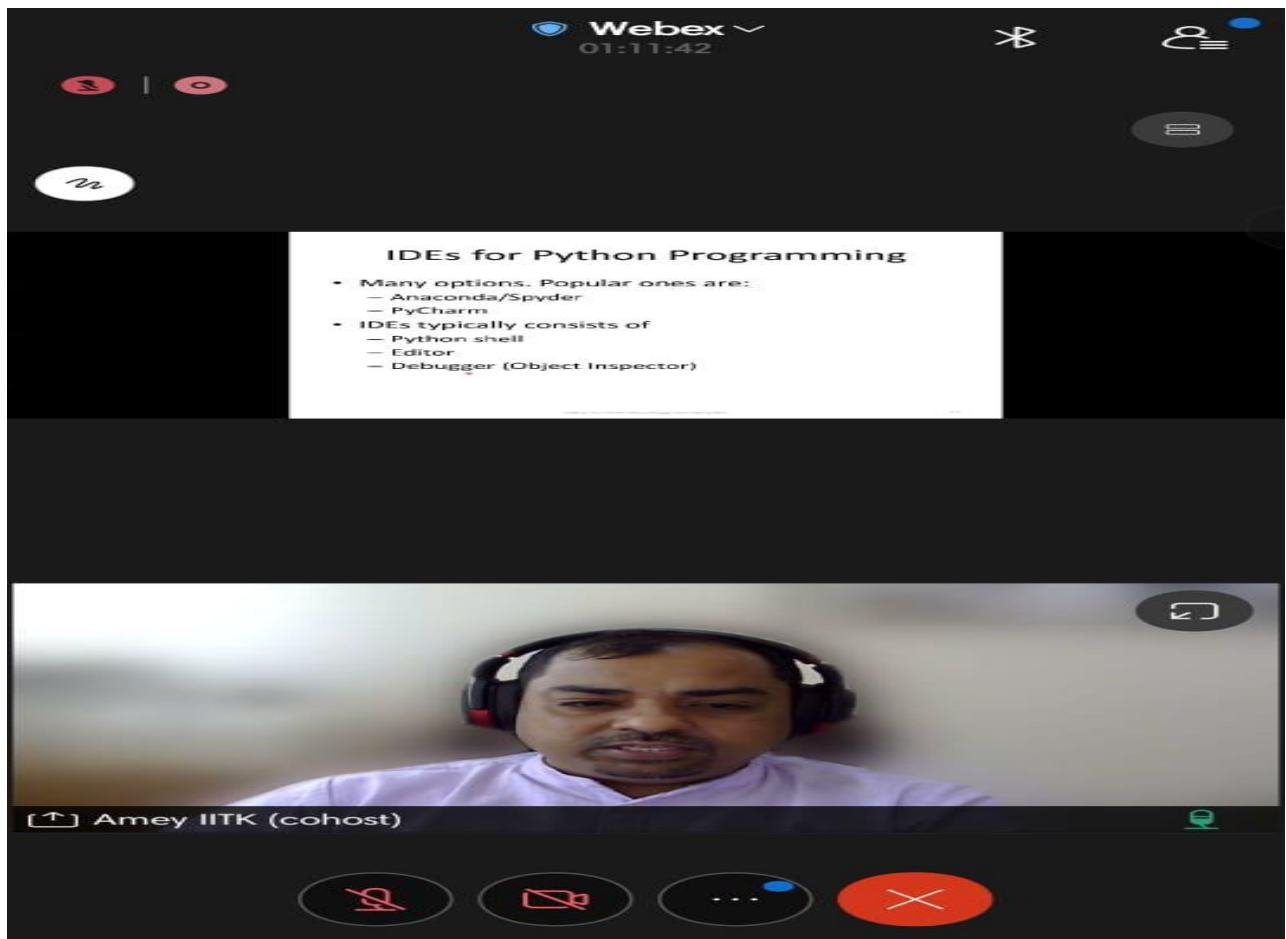 Webex
01:11:42
IDEs for Python Programming
• Many options. Popular ones are:
– Anaconda/Spyder
– PyCharm
• IDEs typically consists of
– Python shell
– Editor
– Debugger (Object Inspector)
Amey IITK (cohost)